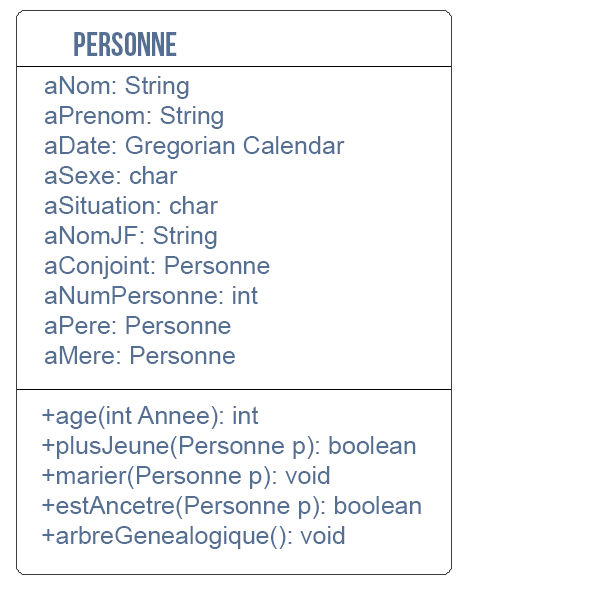 PERSONNE
aNom: String
aPrenom: String
aDate: Gregorian Calendar
aSexe: char
aSituation: char
aNomJF: String
aConjoint: Personne
aNumPersonne: int
aPere: Personne
aMere: Personne
+age(int Annee): int
+plusJeune(Personne p): boolean
+marier(Personne p): void
+estAncetre(Personne p): boolean
+arbreGenealogique(): void